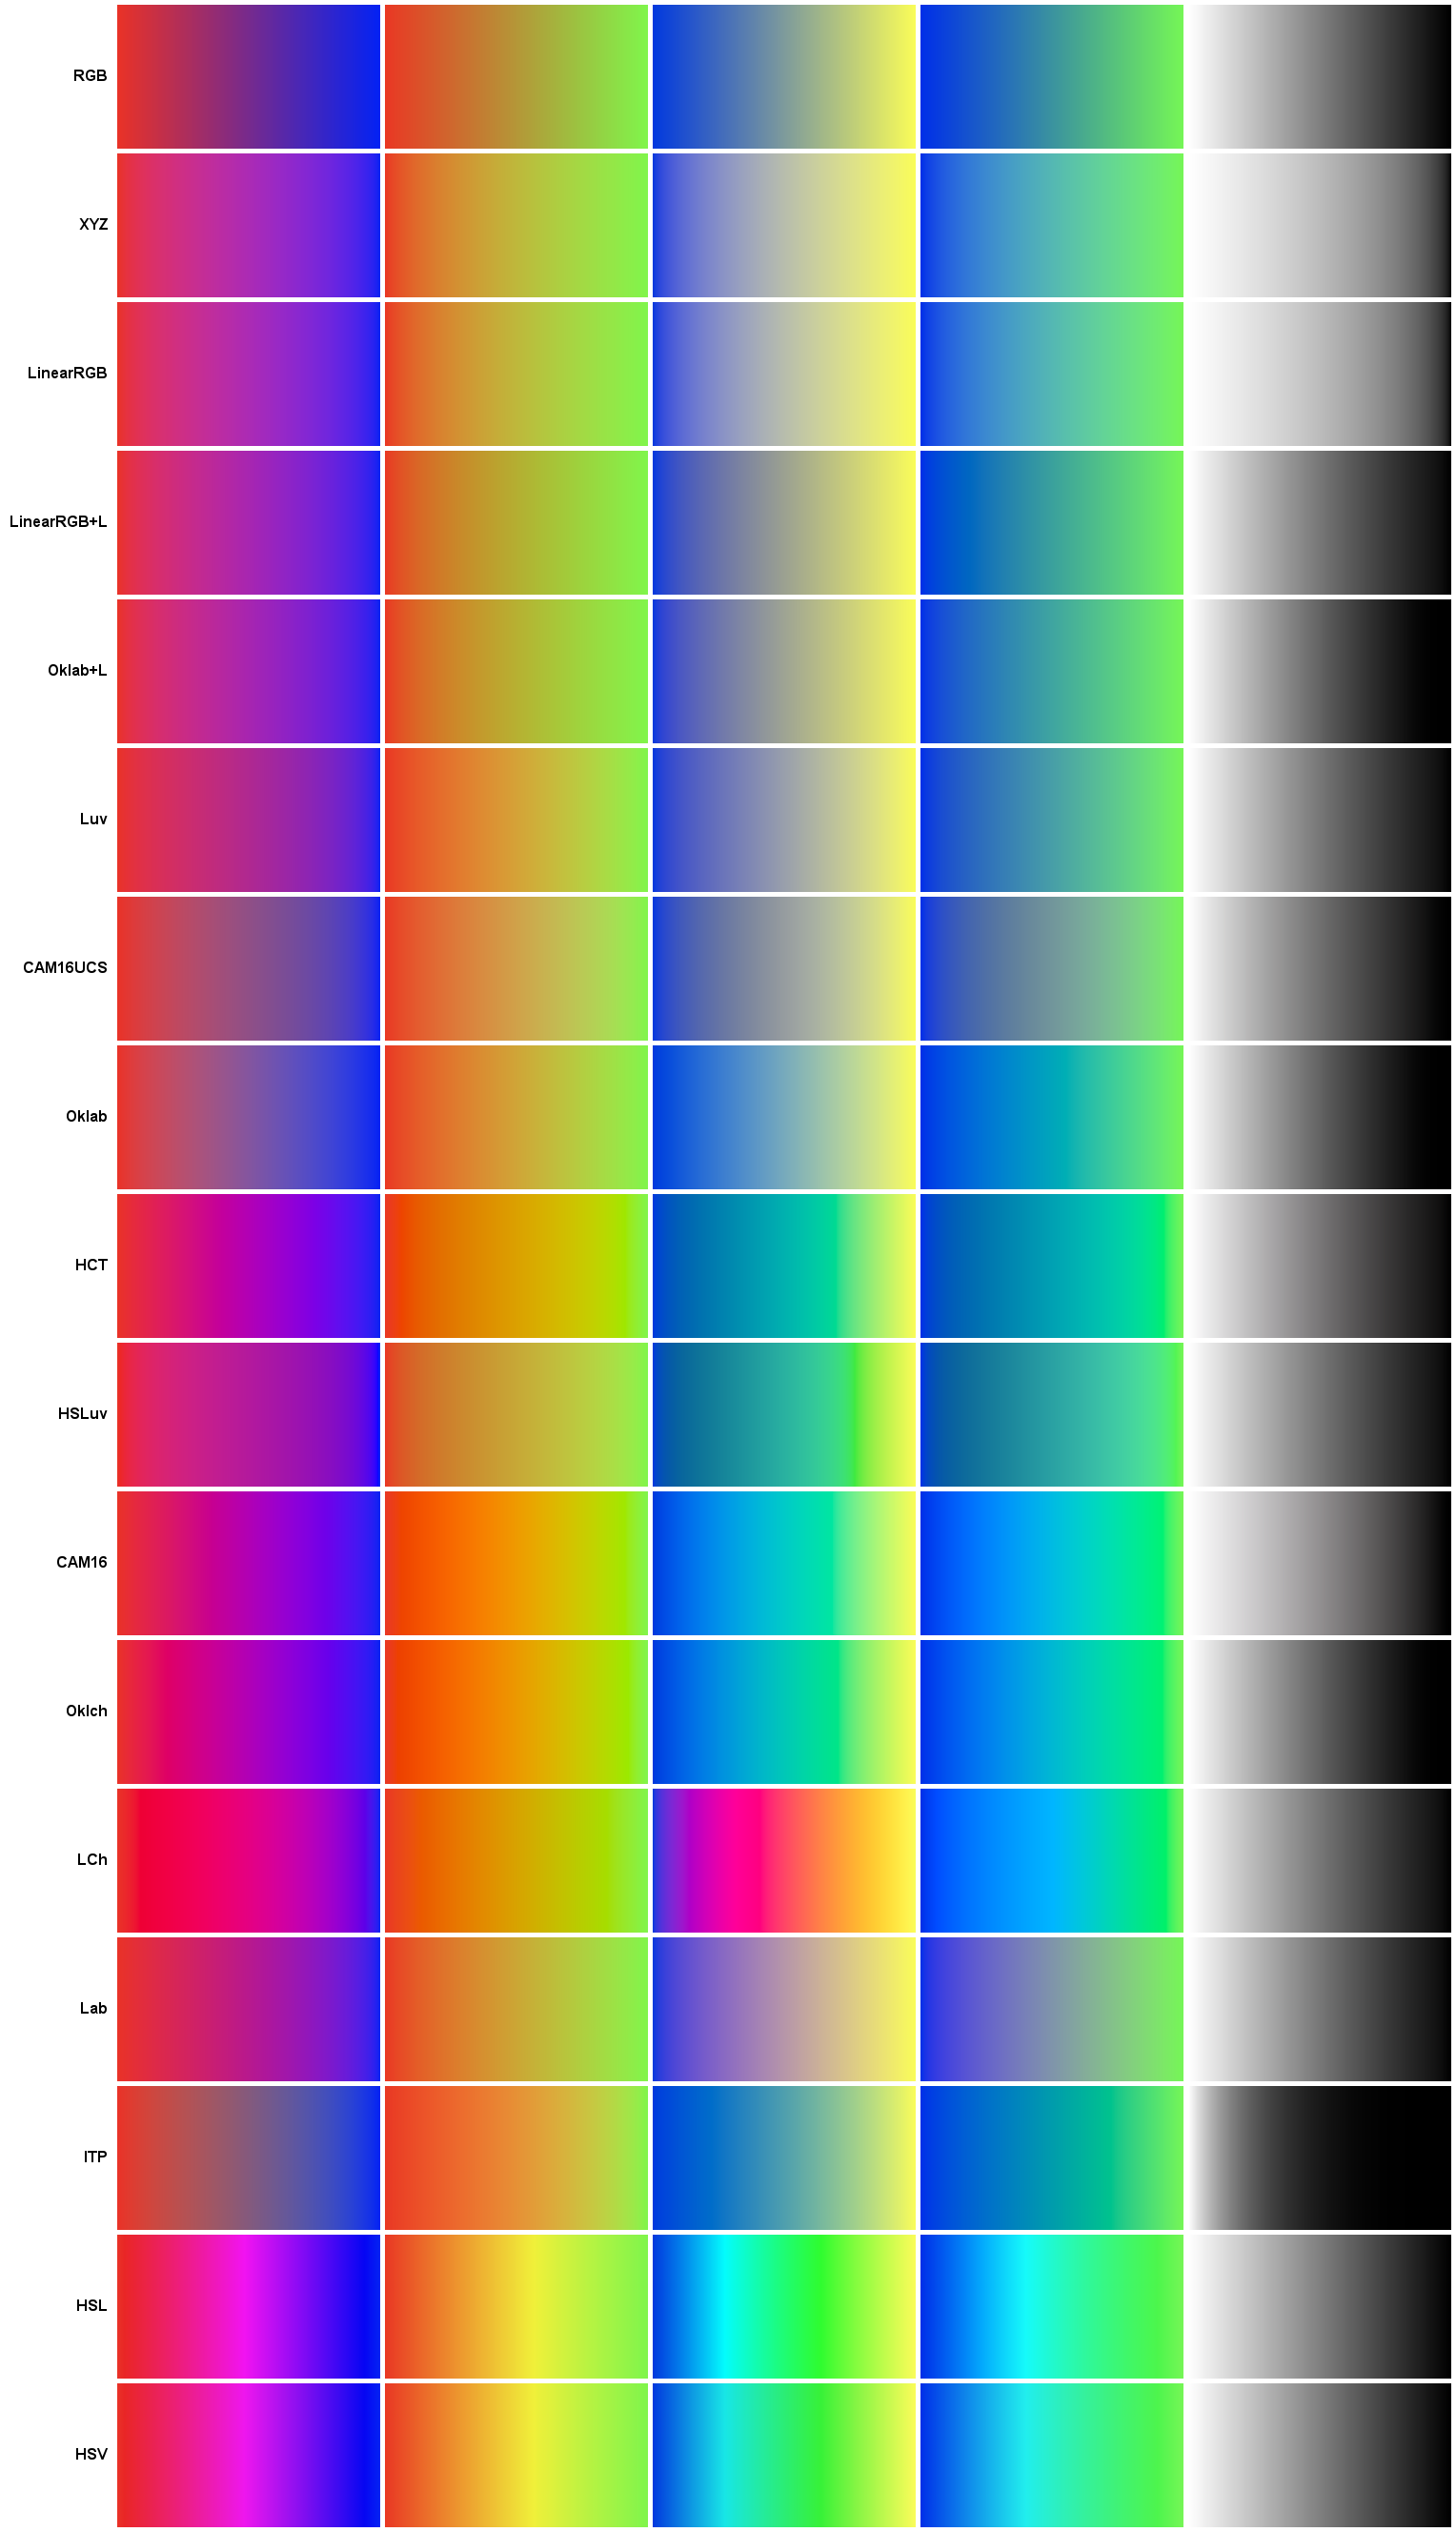 RGB
XYZ
LinearRGB
LinearRGB+L
Oklab+L
Luv
CAM16UCS
Oklab
HCT
HSLuv
CAM16
Oklch
LCh
Lab
ITP
HSL
HSV